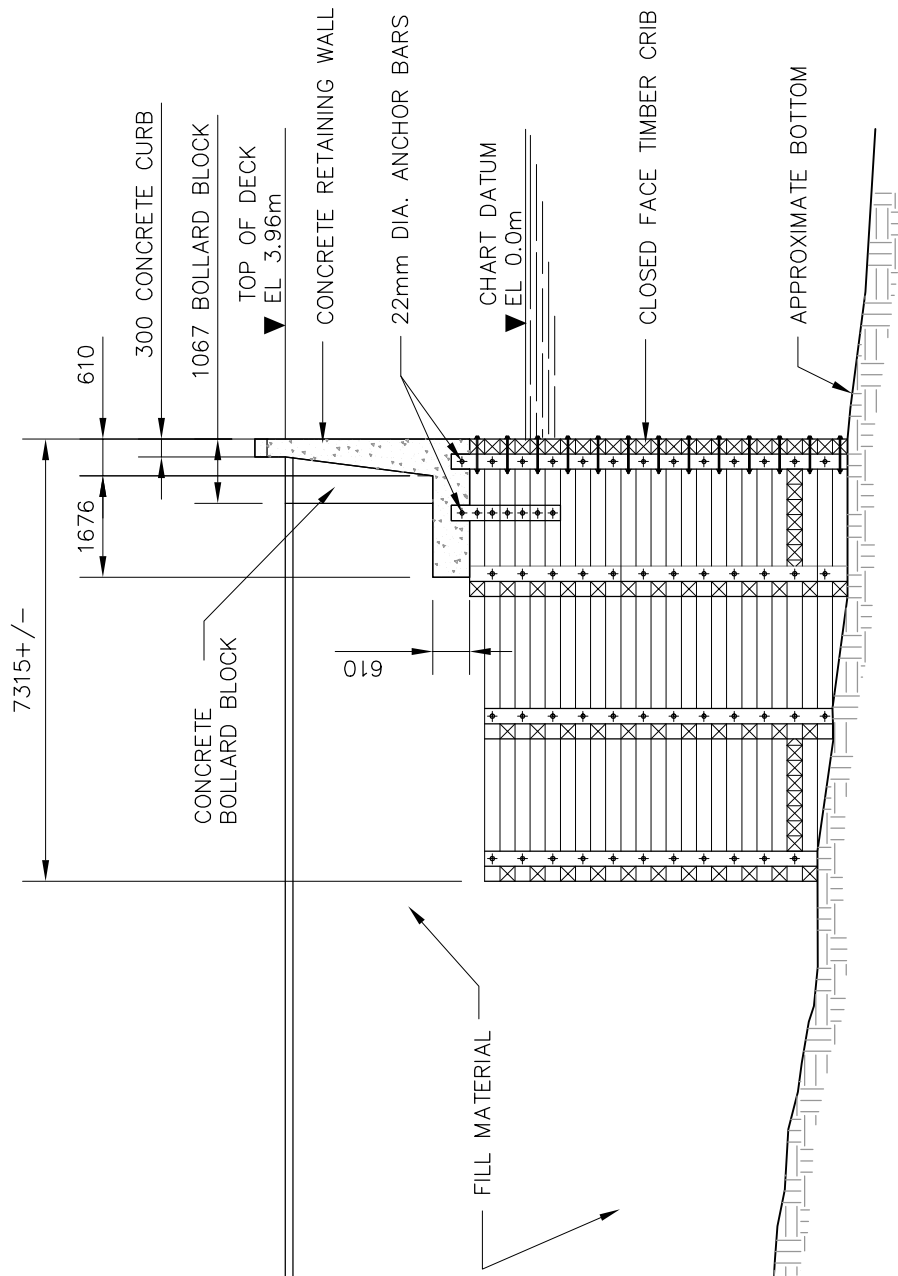 7315+/-
1676
610
300 CONCRETE CURB
1067 BOLLARD BLOCK
TOP OF DECK
EL 3.96m
CONCRETE RETAINING WALL
22mm DIA. ANCHOR BARS
CONCRETE
BOLLARD BLOCK
610
CHART DATUM
EL 0.0m
CLOSED FACE TIMBER CRIB
APPROXIMATE BOTTOM
FILL MATERIAL